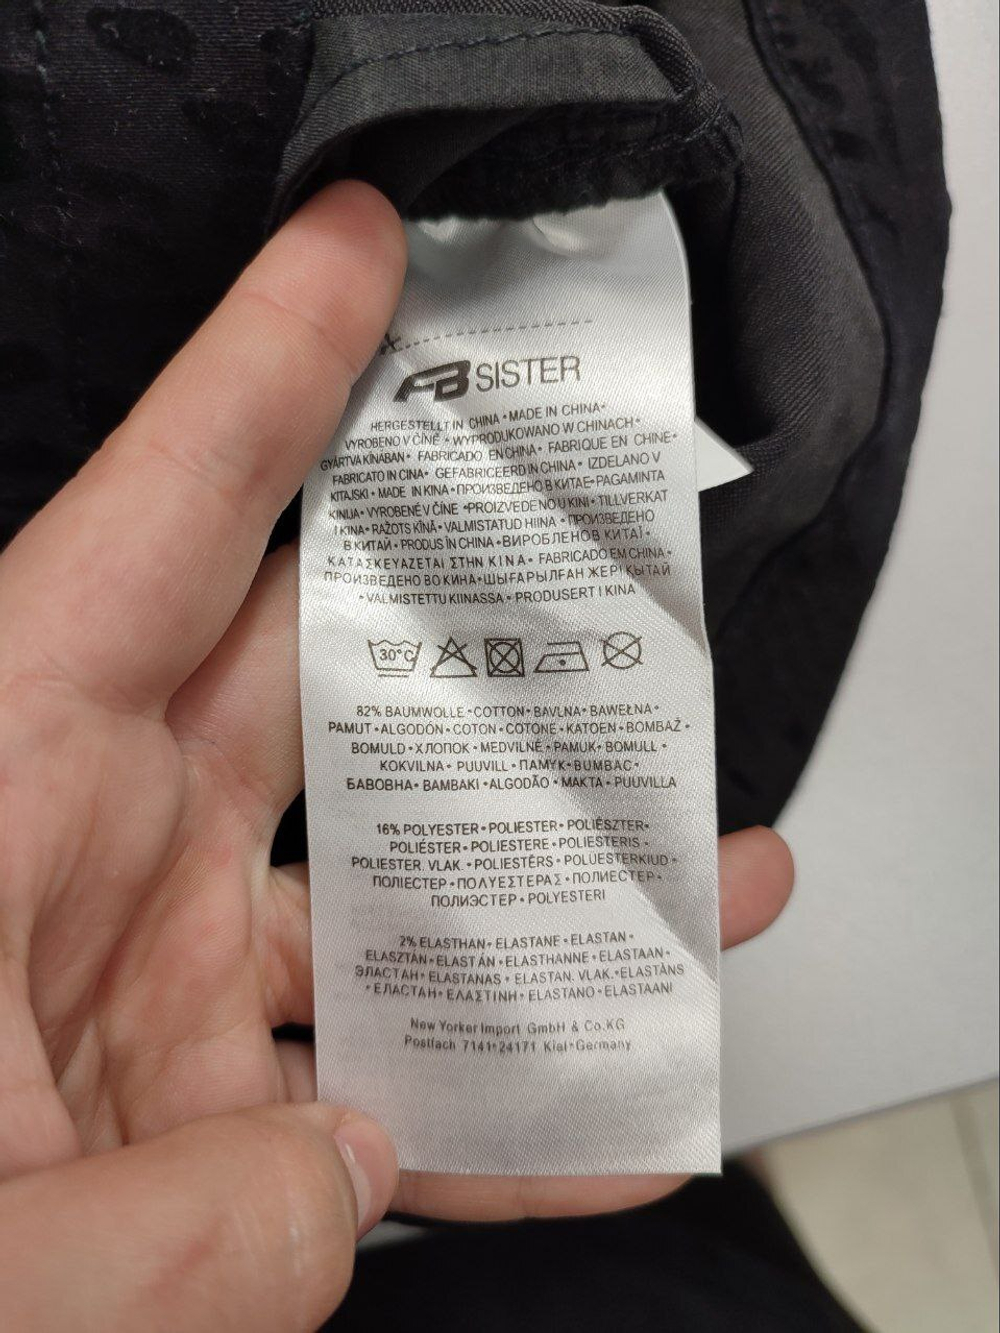 FB SISTER
HERGESTELLT IN CHINA • MADE IN CHINA •
VYROBENO V ČÍNĚ • WYPRODUKOWANO W CHINACH •
GYÁRTVA KÍNÁBAN • FABRICADO EN CHINA • FABRIQUE EN CHINE •
FABRICATO IN CINA • GEFABRICEERD IN CHINA • IZDELANO V
KITAJSKI • MADE IN KINA • ПРОИЗВЕДЕНО В КИТАЕ • PAGAMINTA
KINIJA • VYROBENÉ V ČÍNE • PROIZVEDENO U KINI • TILLVERKAT
I KINA • RAŽOTS KĪNĀ • VALMISTATUD HIINA • ПРОИЗВЕДЕНО
В КИТАЙ • PRODUS ÎN CHINA • ВИРОБЛЕНО В КИТАЇ •
ΚΑΤΑΣΚΕΥΑΖΕΤΑΙ ΣΤΗΝ ΚΙΝΑ • FABRICADO EM CHINA •
ПРОИЗВЕДЕНО ВО КИНА • ШЫҒАРЫЛҒАН ЖЕРІ ҚЫТАЙ
• VALMISTETTU KIINASSA • PRODUSERT I KINA
30°C
82% BAUMWOLLE • COTTON • BAVLNA • BAWEŁNA •
PAMUT • ALGODÓN • COTON • COTONE • KATOEN • BOMBAŽ •
BOMULD • ХЛОПОК • MEDVILNĖ • PAMUK • BOMULL •
KOKVILNA • PUUVILL • ПАМУК • BUMBAC •
БАВОВНА • BAMBAKI • ALGODÃO • MAKTA • PUUVILLA
16% POLYESTER • POLIESTER • POLIÉSZTER •
POLIÉSTER • POLIESTERE • POLIESTERIS •
POLIESTER. VLAK. • POLIESTĒRS • POLUESTERKIUD •
ПОЛІЕСТЕР • ΠΟΛΥΕΣΤΕΡΑΣ • ПОЛИЕСТЕР •
ПОЛИЭСТЕР • POLYESTERI
2% ELASTHAN • ELASTANE • ELASTAN •
ELASZTÁN • ELASTÁN • ELASTHANNE • ELASTAAN •
ЭЛАСТАН • ELASTANAS • ELASTAN. VLAK. • ELASTĀNS
• ЕЛАСТАН • ΕΛΑΣΤΙΝΗ • ELASTANO • ELASTAANI
New Yorker Import GmbH & Co.KG
Postfach 7141 • 24171 Kiel • Germany